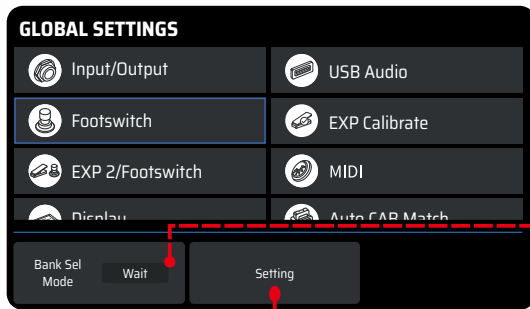 GLOBAL SETTINGS
Input/Output
USB Audio
Footswitch
EXP Calibrate
EXP 2/Footswitch
MIDI
Display
Auto CAB Match
Bank Sel
Mode
Wait
Setting